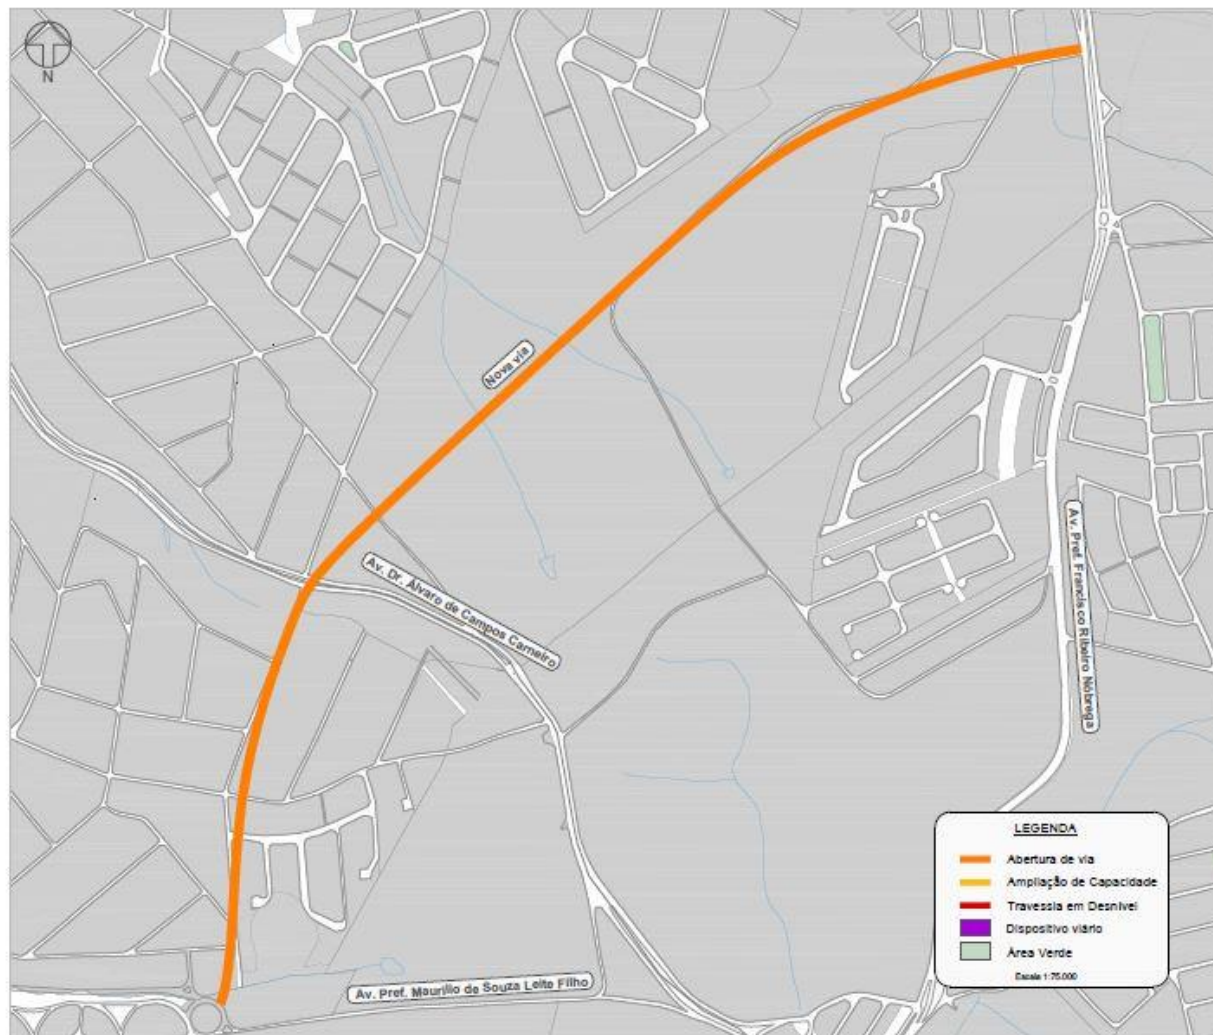 N
Nova via
Av. Dr. Álvaro de Campos Carneiro
Av. Pref. Francisco Ribeiro Nóbrega
Av. Pref. Maurilio de Souza Leite Filho
LEGENDA
Abertura de via
Ampliação de Capacidade
Travessia em Desnível
Dispositivo viário
Área Verde
Escala 1:75.000